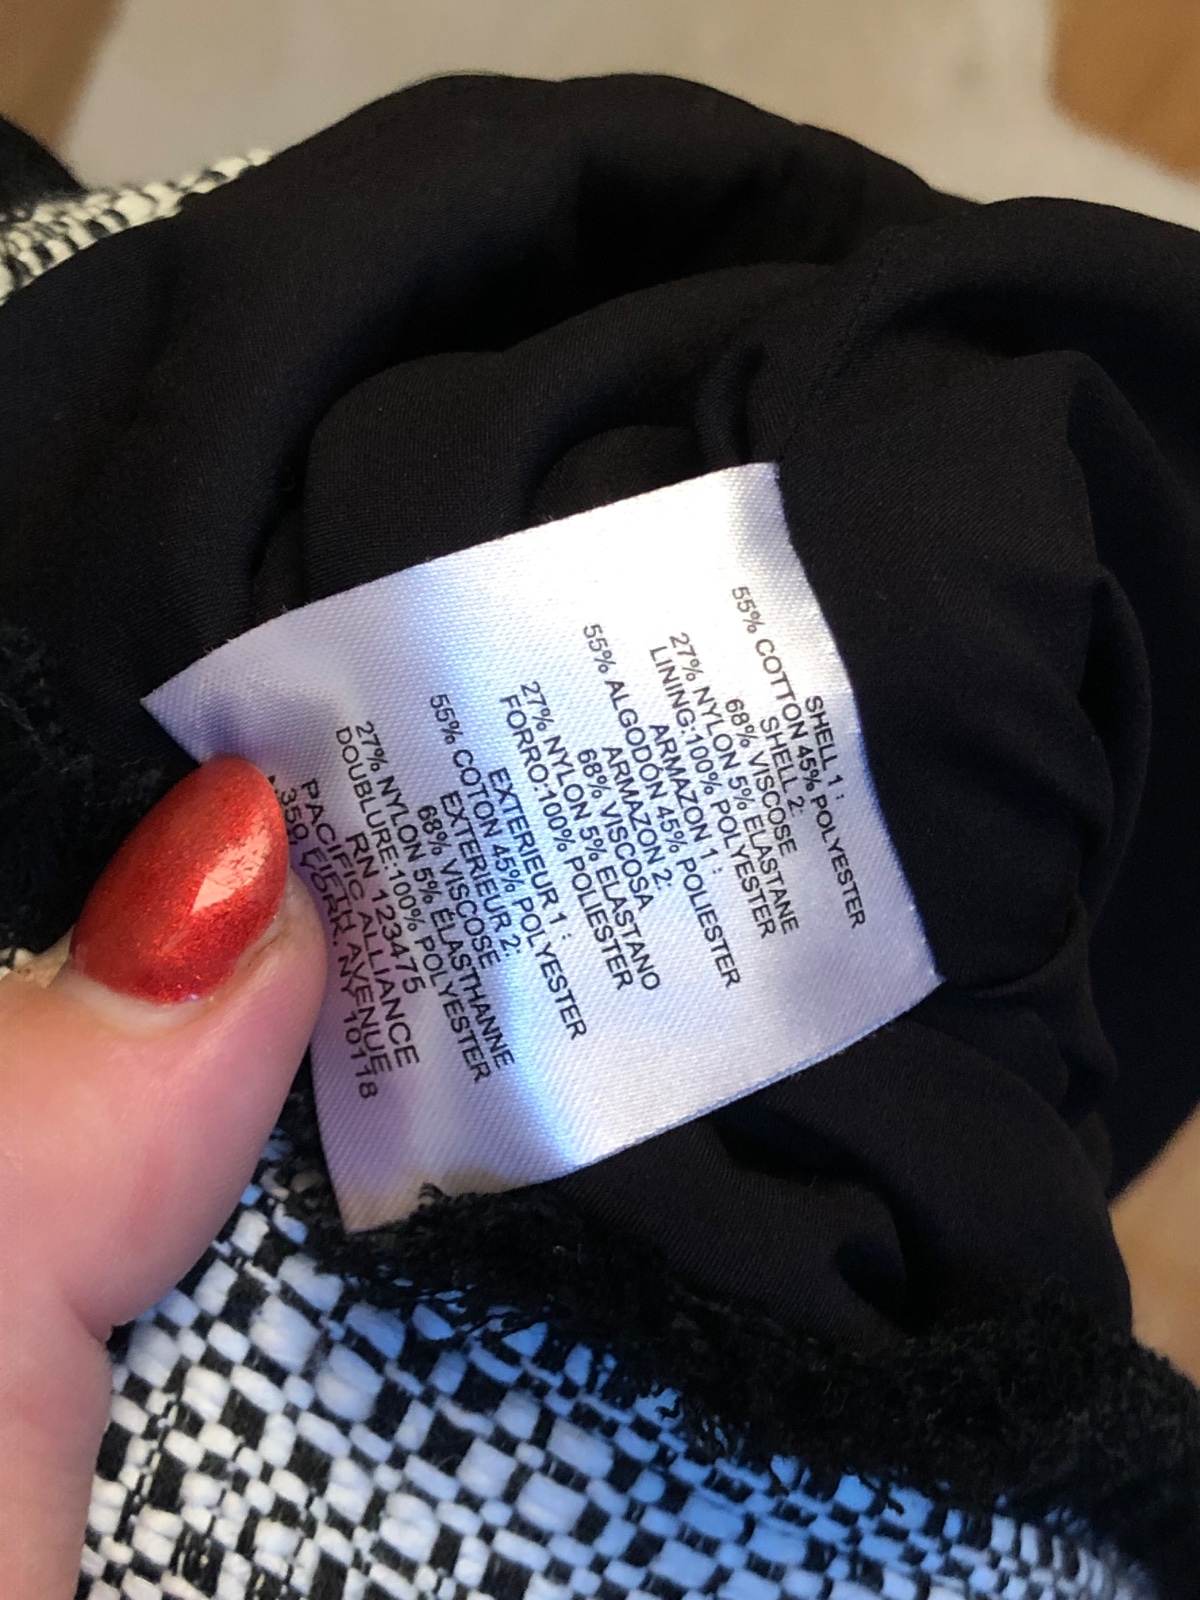 SHELL 1 :
55% COTTON 45% POLYESTER
SHELL 2:
68% VISCOSE
27% NYLON 5% ELASTANE
LINING:100% POLYESTER
ARMAZON 1 :
55% ALGODÓN 45% POLIESTER
ARMAZON 2:
68% VISCOSA
27% NYLON 5% ELASTANO
FORRO:100% POLIESTER
EXTERIEUR 1 :
55% COTON 45% POLYESTER
EXTERIEUR 2:
68% VISCOSE
27% NYLON 5% ÉLASTHANNE
DOUBLURE:100% POLYESTER
RN 123475
PACIFIC ALLIANCE
350 FIFTH AVENUE
NY 10118